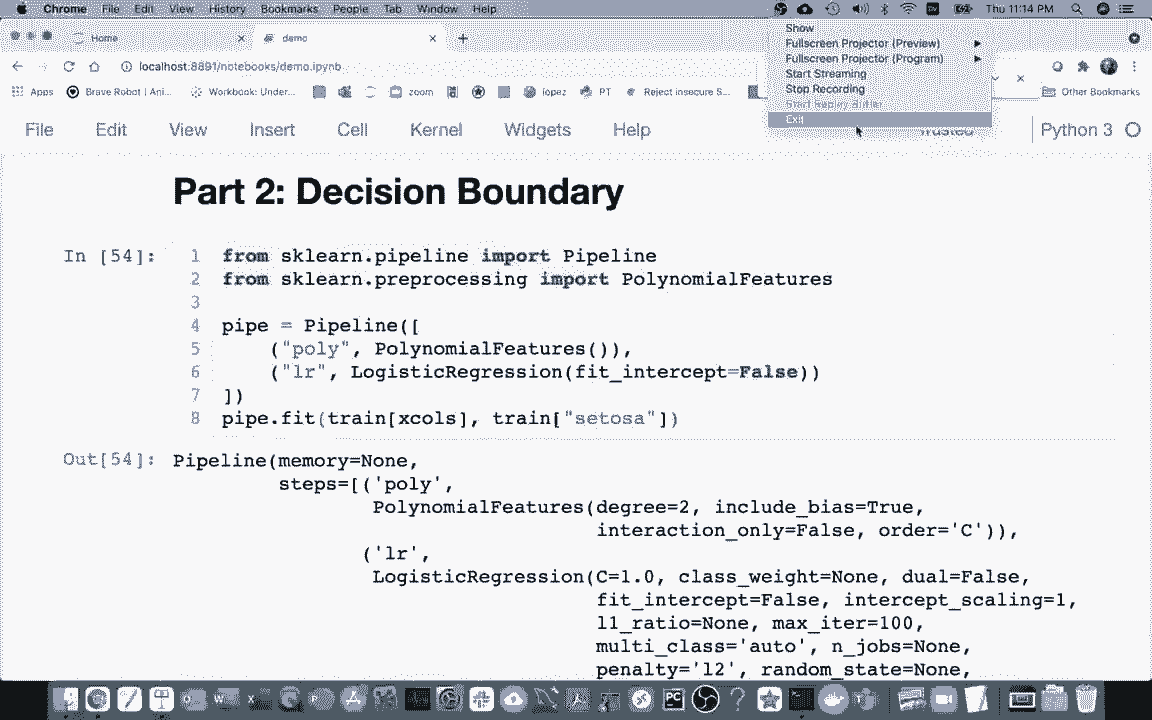 Chrome File Edit View History Bookmarks People Tab Window Help Thu 11:14 PM
Show
Fullscreen Projector (Preview)
Fullscreen Projector (Program)
Start Streaming
Stop Recording
Start Replay Buffer
Exit
Home demo
localhost:8891/notebooks/demo.ipynb
Apps Brave Robot | Ani... Workbook: Under... zoom lopez PT Reject insecure S... Other Bookmarks
File Edit View Insert Cell Kernel Widgets Help Trusted Python 3
Part 2: Decision Boundary
In [54]: 1 from sklearn.pipeline import Pipeline
2 from sklearn.preprocessing import PolynomialFeatures
3
4 pipe = Pipeline([
5 ("poly", PolynomialFeatures()),
6 ("lr", LogisticRegression(fit_intercept=False))
7 ])
8 pipe.fit(train[xcols], train["setosa"])
Out[54]: Pipeline(memory=None,
steps=[('poly',
PolynomialFeatures(degree=2, include_bias=True,
interaction_only=False, order='C')),
('lr',
LogisticRegression(C=1.0, class_weight=None, dual=False,
fit_intercept=False, intercept_scaling=1,
l1_ratio=None, max_iter=100,
multi_class='auto', n_jobs=None,
penalty='l2', random_state=None,
PC